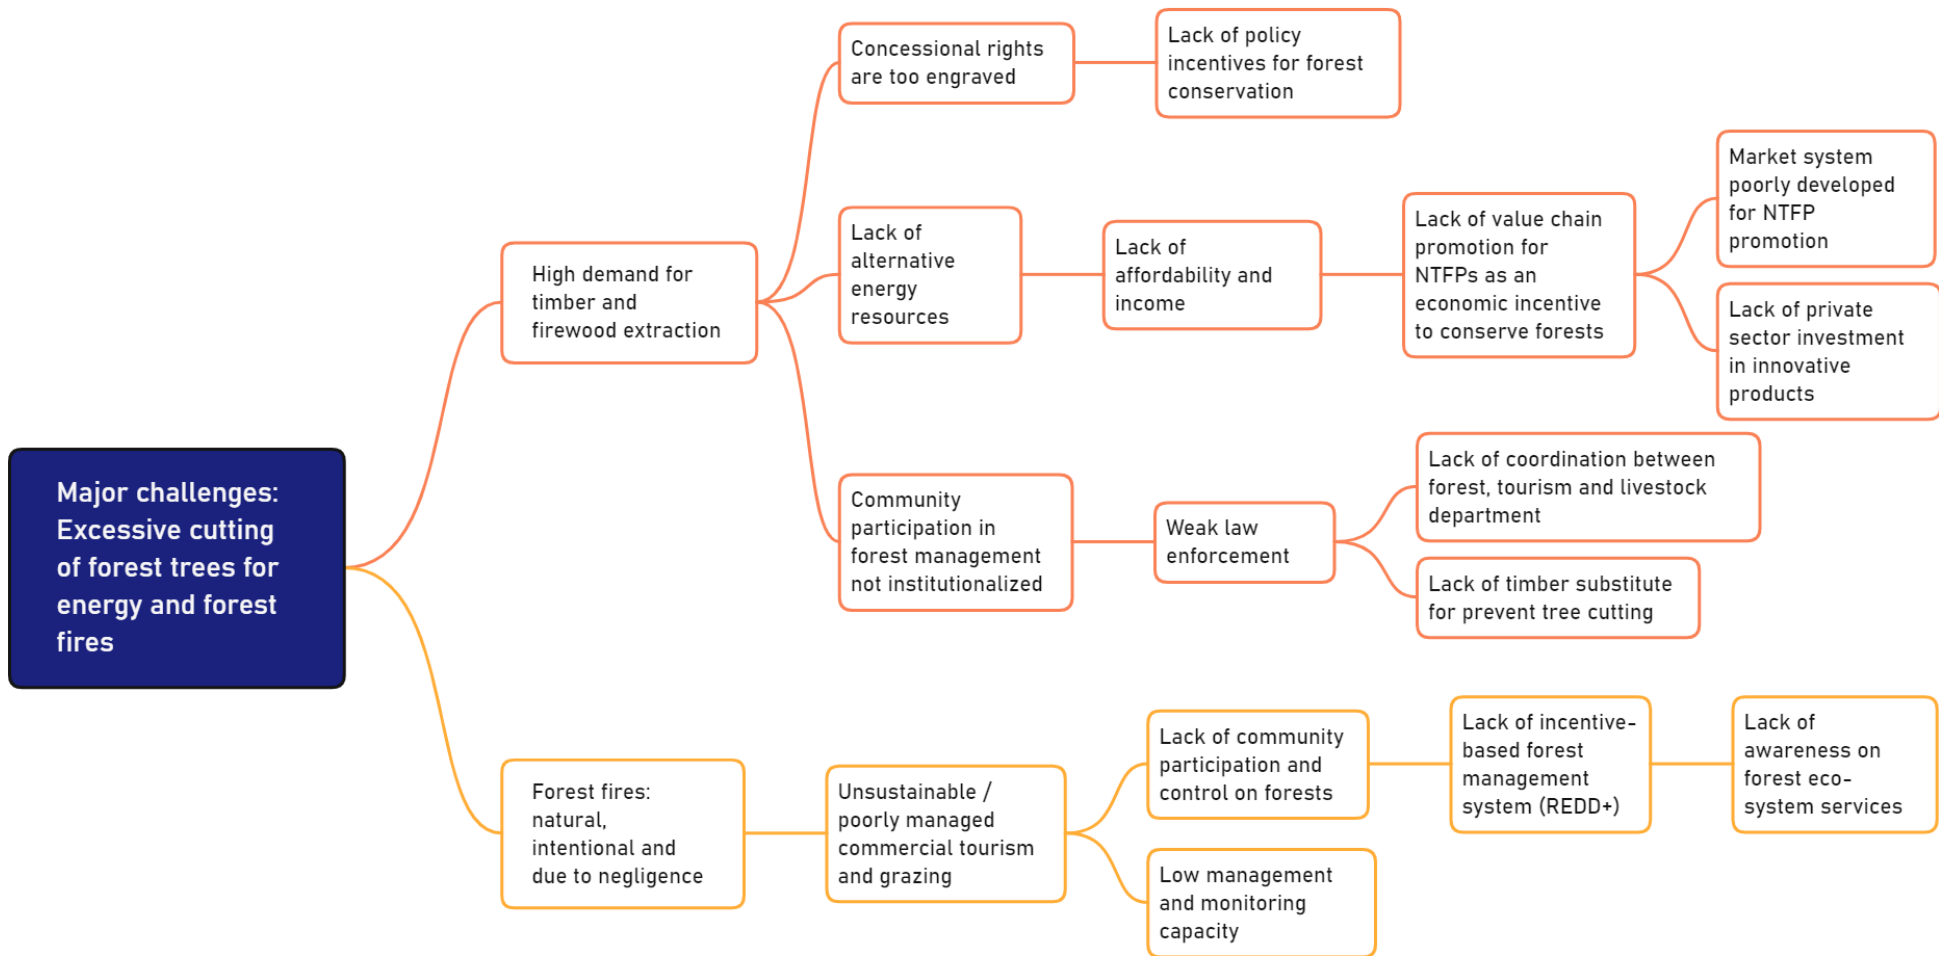 Major challenges:
Excessive cutting
of forest trees for
energy and forest
fires
High demand for
timber and
firewood extraction
Concessional rights
are too engraved
Lack of policy
incentives for forest
conservation
Lack of
alternative
energy
resources
Lack of
affordability and
income
Lack of value chain
promotion for
NTFPs as an
economic incentive
to conserve forests
Market system
poorly developed
for NTFP
promotion
Lack of private
sector investment
in innovative
products
Community
participation in
forest management
not institutionalized
Weak law
enforcement
Lack of coordination between
forest, tourism and livestock
department
Lack of timber substitute
for prevent tree cutting
Forest fires:
natural,
intentional and
due to negligence
Unsustainable /
poorly managed
commercial tourism
and grazing
Lack of community
participation and
control on forests
Lack of incentive-
based forest
management
system (REDD+)
Lack of
awareness on
forest eco-
system services
Low management
and monitoring
capacity